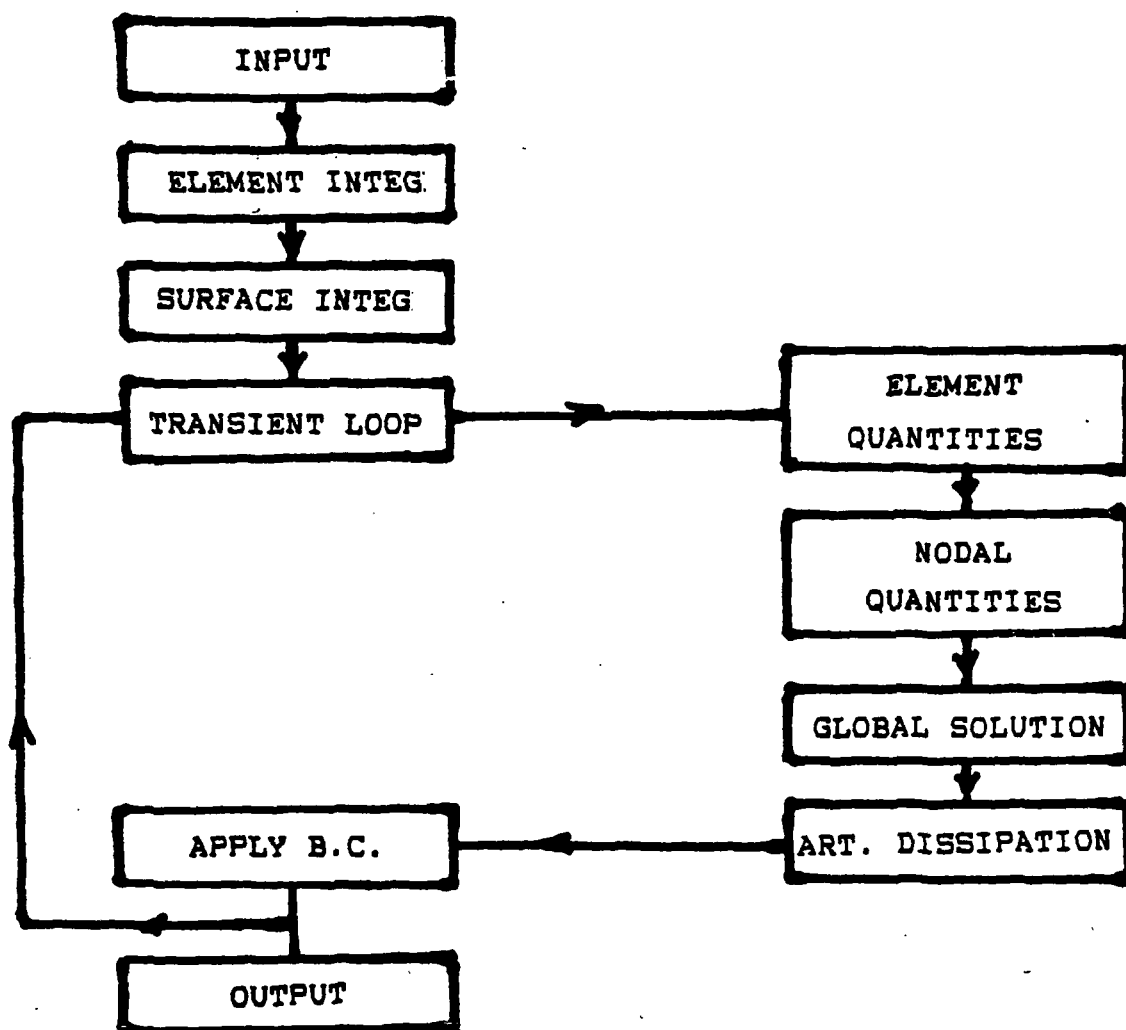 INPUT
ELEMENT INTEG
SURFACE INTEG
TRANSIENT LOOP
ELEMENT
QUANTITIES
NODAL
QUANTITIES
GLOBAL SOLUTION
ART. DISSIPATION
APPLY B.C.
OUTPUT